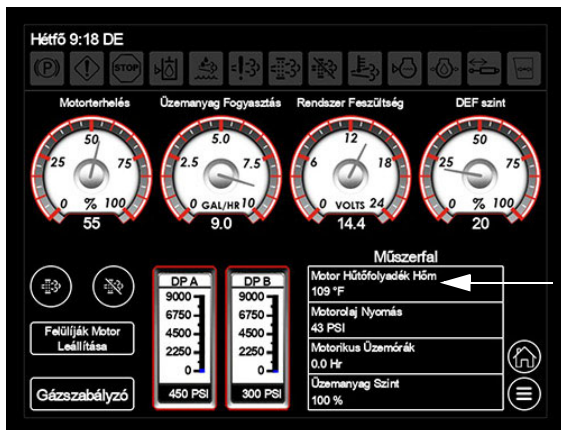 Hétfő 9:18 DE
STOP
Motorterhelés Üzemanyag Fogyasztás Rendszer Feszültség DEF szint
50 5.0 12 50
25 75 2.5 7.5 6 18 25 75
0 % 100 0 GAL/HR 10 0 VOLTS 24 0 % 100
55 9.0 14.4 20
Műszerfal
Motor Hűtőfolyadék Hőm
109 °F
Motorolaj Nyomás
43 PSI
Motorikus Üzemórák
0.0 Hr
Üzemanyag Szint
100 %
DP A DP B
9000 9000
6750 6750
4500 4500
2250 2250
0 0
450 PSI 300 PSI
Felülíják Motor
Leállítása
Gázszabályzó